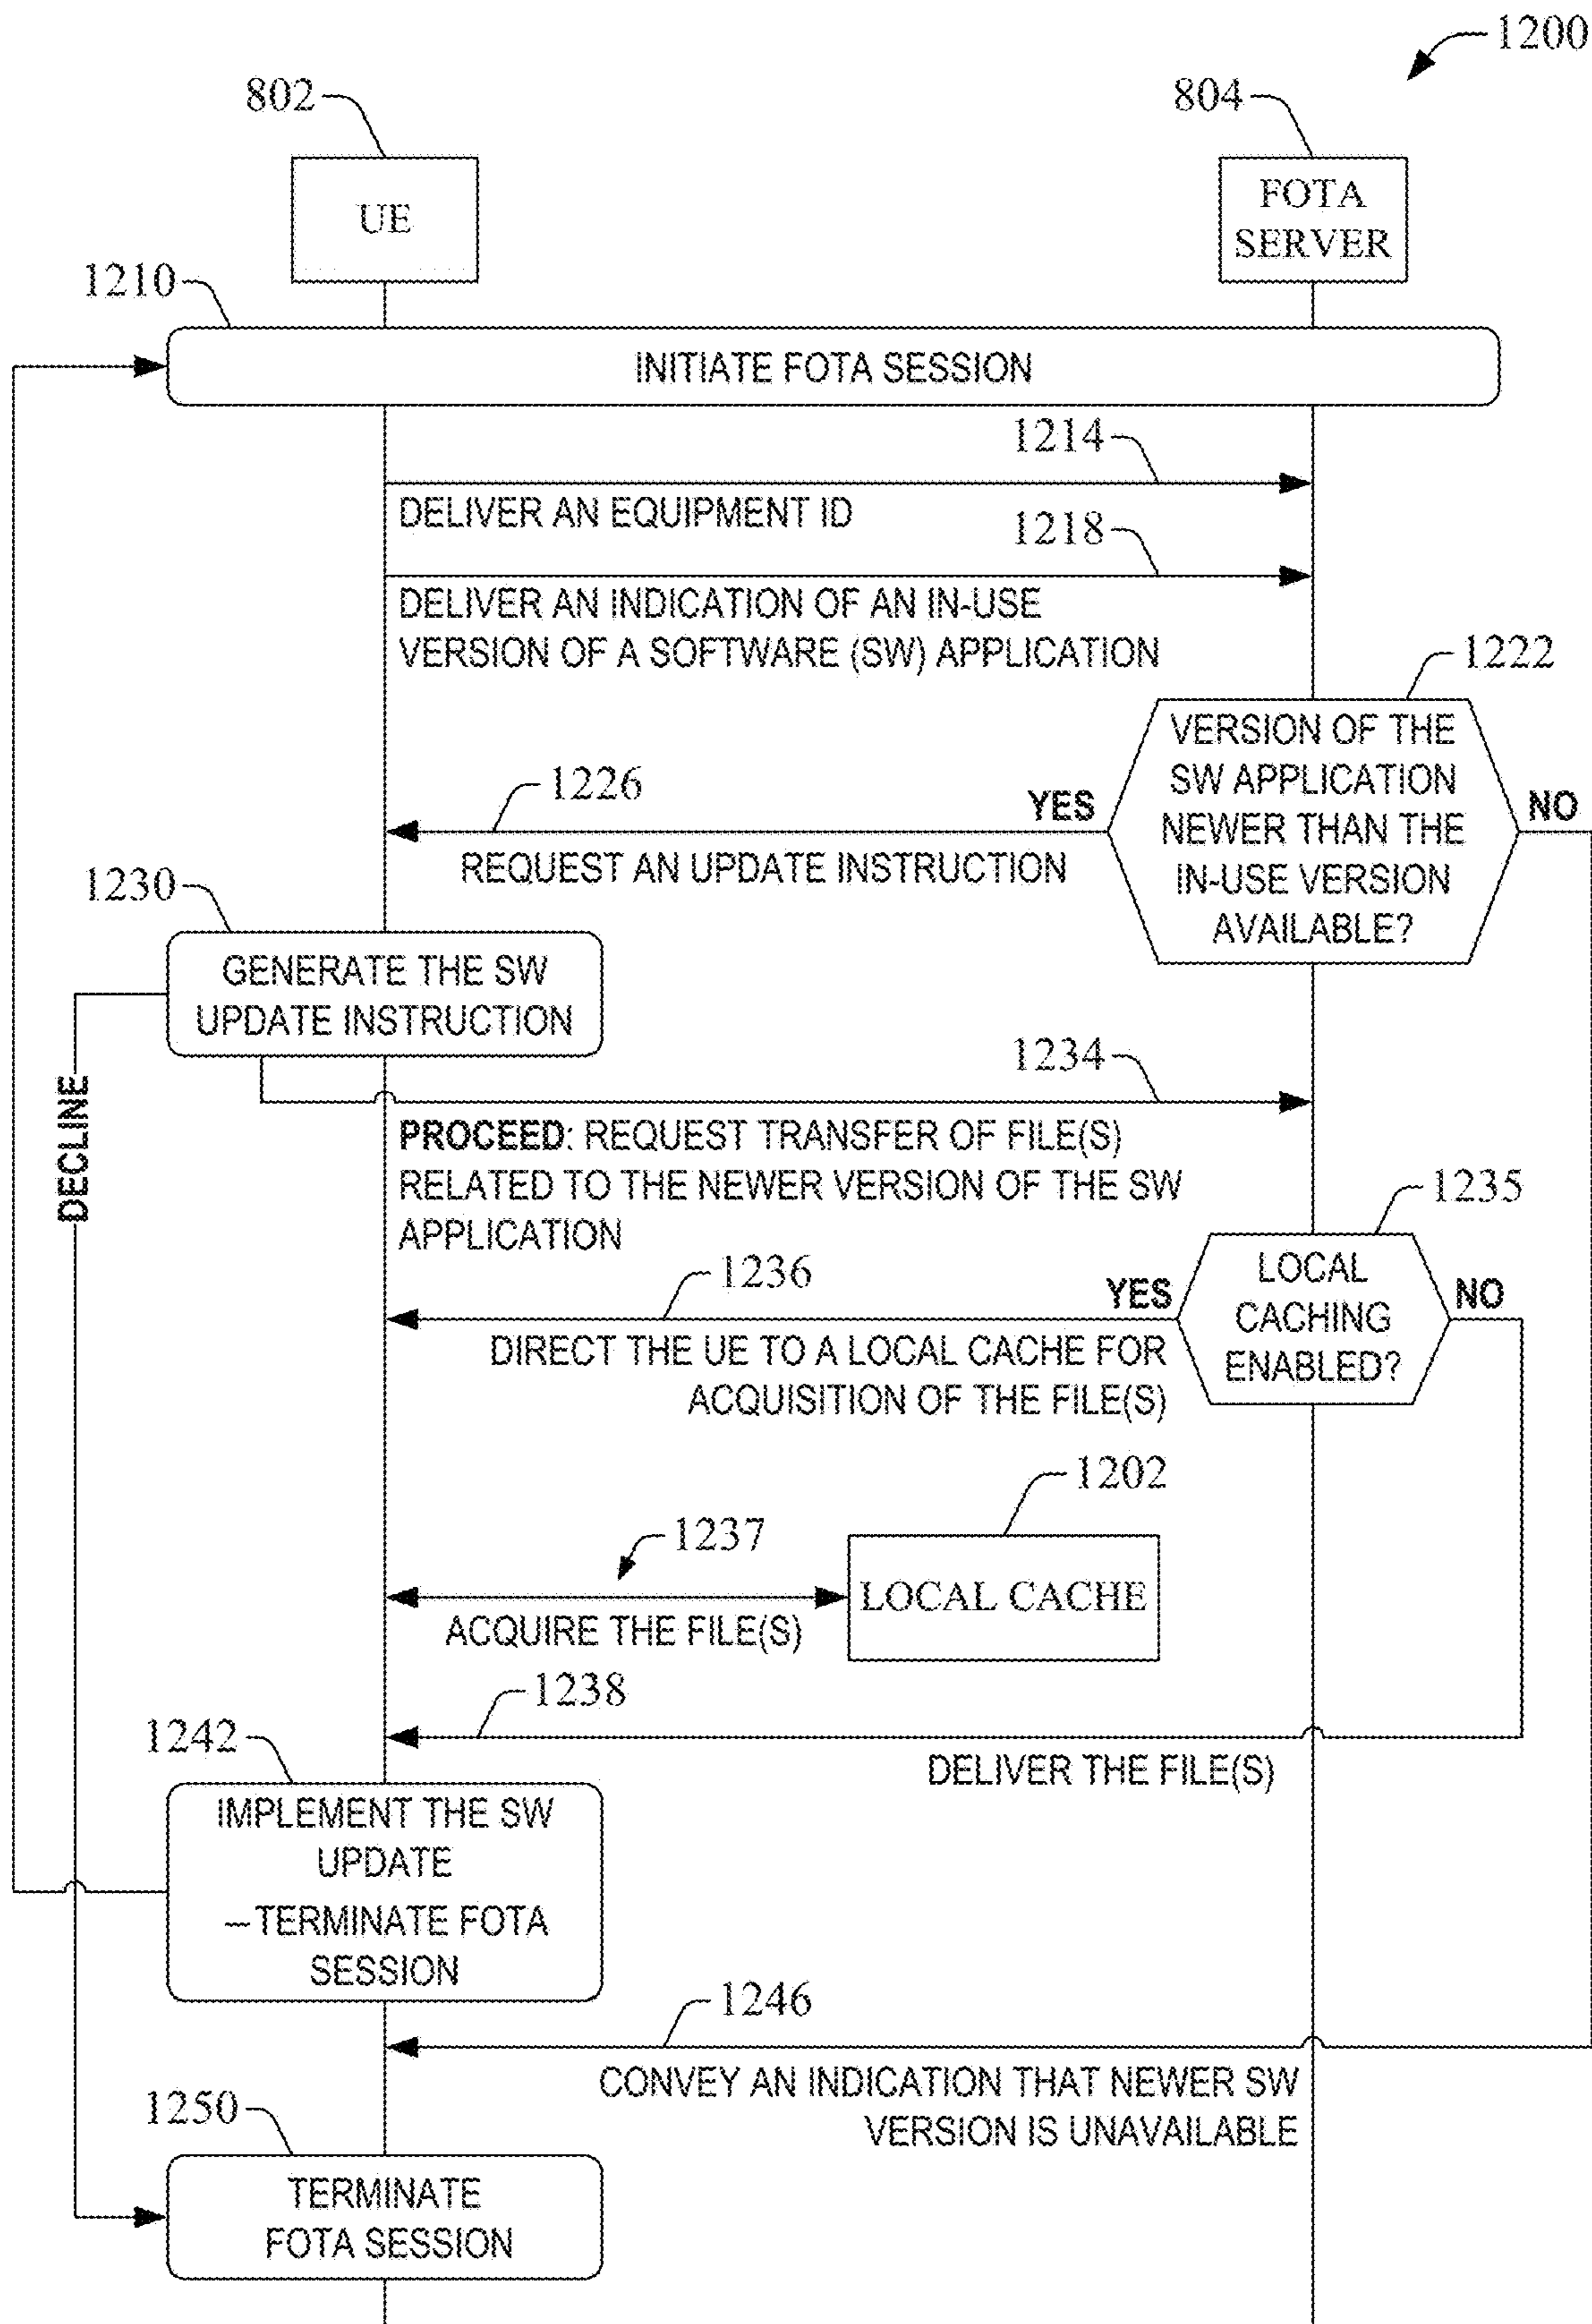 1200
802
804
UE
FOTA
SERVER
1210
INITIATE FOTA SESSION
1214
DELIVER AN EQUIPMENT ID
1218
DELIVER AN INDICATION OF AN IN-USE
VERSION OF A SOFTWARE (SW) APPLICATION
1222
VERSION OF THE
SW APPLICATION
NEWER THAN THE
IN-USE VERSION
AVAILABLE?
YES
NO
1226
REQUEST AN UPDATE INSTRUCTION
1230
GENERATE THE SW
UPDATE INSTRUCTION
DECLINE
1234
PROCEED: REQUEST TRANSFER OF FILE(S)
RELATED TO THE NEWER VERSION OF THE SW
APPLICATION
1235
LOCAL
CACHING
ENABLED?
YES
NO
1236
DIRECT THE UE TO A LOCAL CACHE FOR
ACQUISITION OF THE FILE(S)
1202
LOCAL CACHE
1237
ACQUIRE THE FILE(S)
1238
DELIVER THE FILE(S)
1242
IMPLEMENT THE SW
UPDATE
—TERMINATE FOTA
SESSION
1246
CONVEY AN INDICATION THAT NEWER SW
VERSION IS UNAVAILABLE
1250
TERMINATE
FOTA SESSION